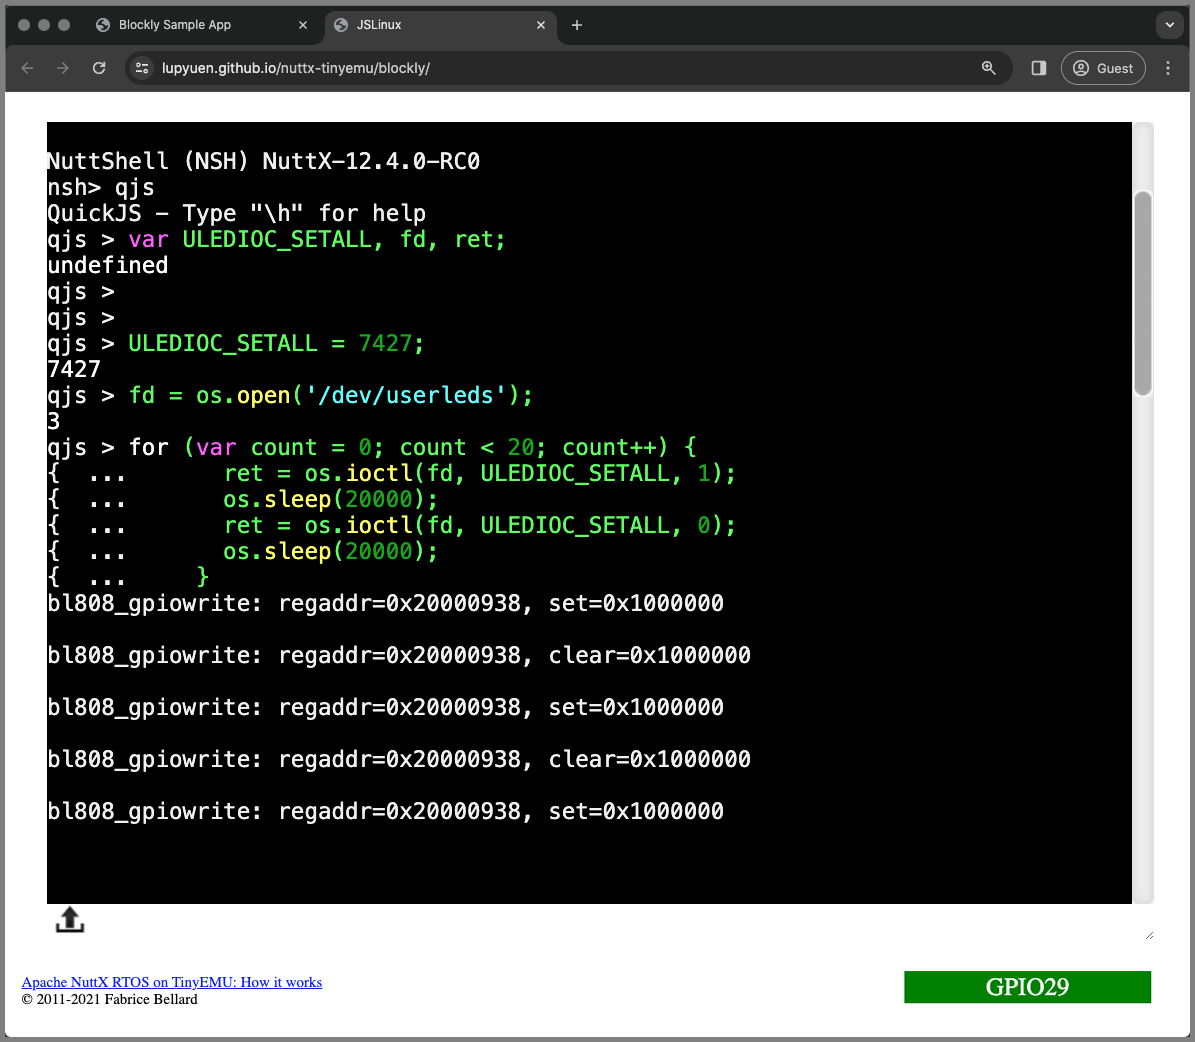 Blockly Sample App
JSLinux
lupyuen.github.io/nuttx-tinyemu/blockly/
Guest
NuttShell (NSH) NuttX-12.4.0-RC0
nsh> qjs
QuickJS - Type "\h" for help
qjs > var ULEDIOC_SETALL, fd, ret;
undefined
qjs >
qjs >
qjs > ULEDIOC_SETALL = 7427;
7427
qjs > fd = os.open('/dev/userleds');
3
qjs > for (var count = 0; count < 20; count++) {
{  ...       ret = os.ioctl(fd, ULEDIOC_SETALL, 1);
{  ...       os.sleep(20000);
{  ...       ret = os.ioctl(fd, ULEDIOC_SETALL, 0);
{  ...       os.sleep(20000);
{  ...     }
bl808_gpiowrite: regaddr=0x20000938, set=0x1000000
bl808_gpiowrite: regaddr=0x20000938, clear=0x1000000
bl808_gpiowrite: regaddr=0x20000938, set=0x1000000
bl808_gpiowrite: regaddr=0x20000938, clear=0x1000000
bl808_gpiowrite: regaddr=0x20000938, set=0x1000000
Apache NuttX RTOS on TinyEMU: How it works
© 2011-2021 Fabrice Bellard
GPIO29